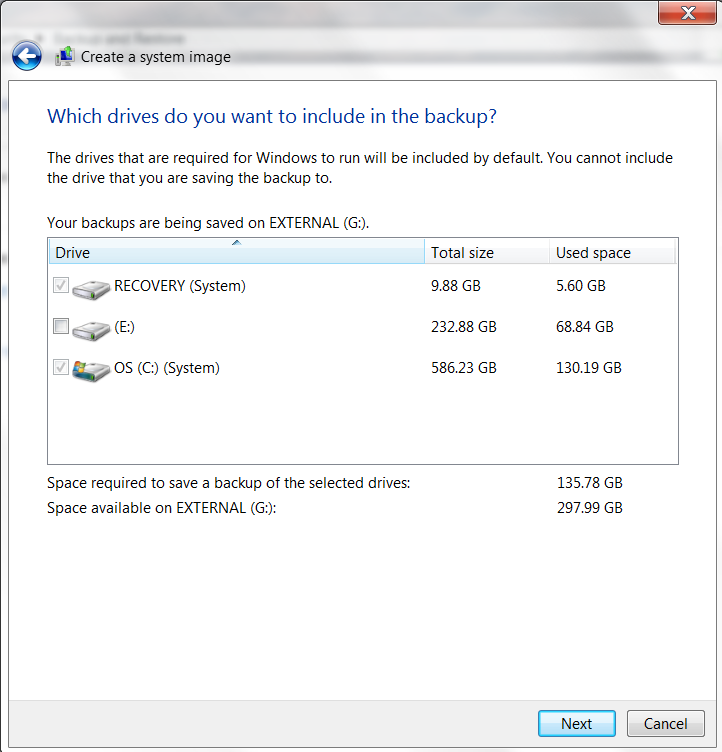 Backup and Restore
Create a system image
Which drives do you want to include in the backup?
The drives that are required for Windows to run will be included by default. You cannot include
the drive that you are saving the backup to.
Your backups are being saved on EXTERNAL (G:).
Drive Total size Used space
RECOVERY (System) 9.88 GB 5.60 GB
(E:) 232.88 GB 68.84 GB
OS (C:) (System) 586.23 GB 130.19 GB
Space required to save a backup of the selected drives: 135.78 GB
Space available on EXTERNAL (G:): 297.99 GB
Next Cancel